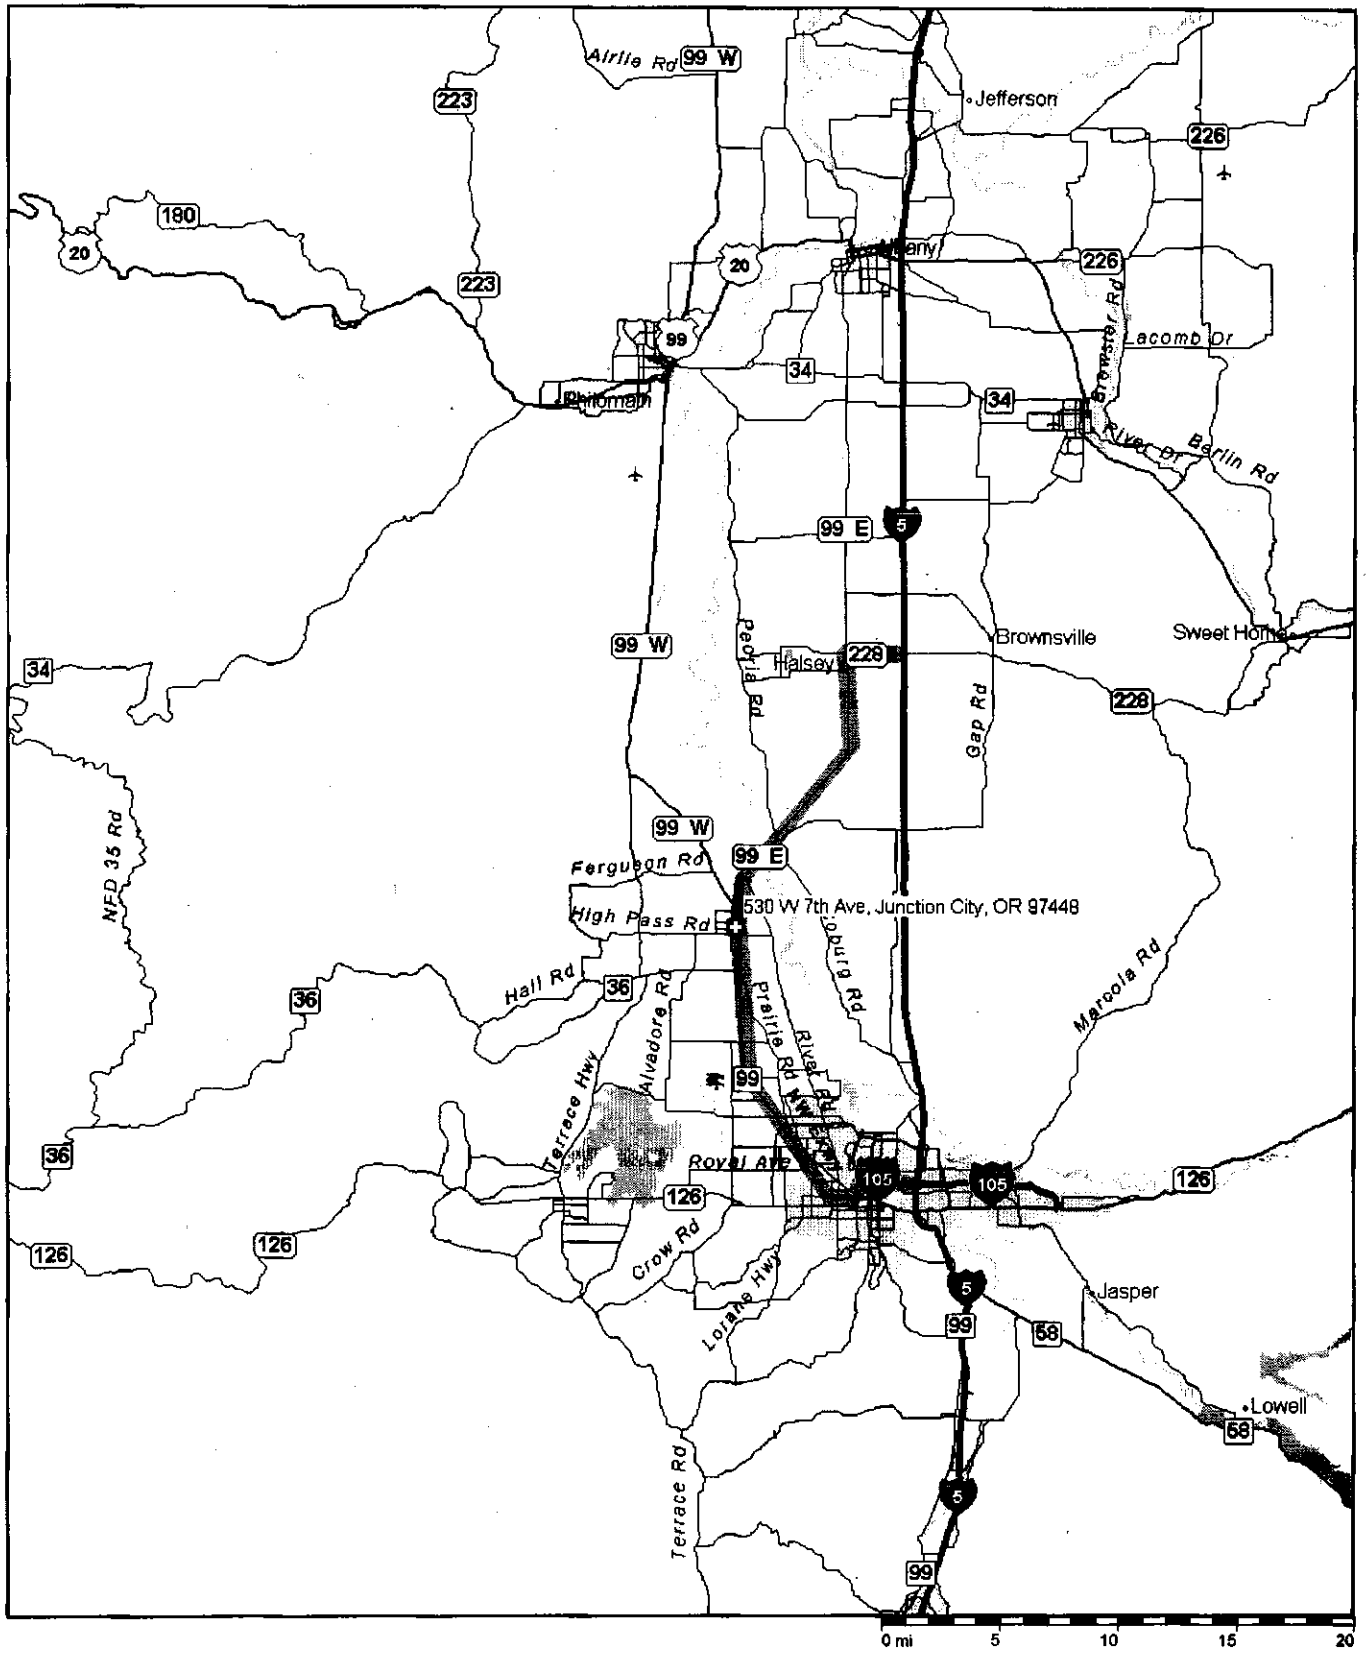 Airlie Rd
99 W
223
Jefferson
226
180
20
223
20
Albany
226
99
Brewster Rd
Lacomb Dr
34
Philomath
34
River Dr
Berlin Rd
99 E
5
99 W
Peoria Rd
Halsey
228
Brownsville
Sweet Home
34
228
Gap Rd
NFD 35 Rd
99 W
99 E
Ferguson Rd
530 W 7th Ave, Junction City, OR 97448
High Pass Rd
oburg Rd
Hall Rd
36
36
Alvadore Rd
Prairie Rd
River Rd
Marcola Rd
99
NW
Terrace Hwy
36
Royal Ave
105
105
126
126
126
126
Crow Rd
Lorane Hwy
5
Jasper
99
58
Lowell
58
Terrace Rd
5
99
0 mi 5 10 15 20